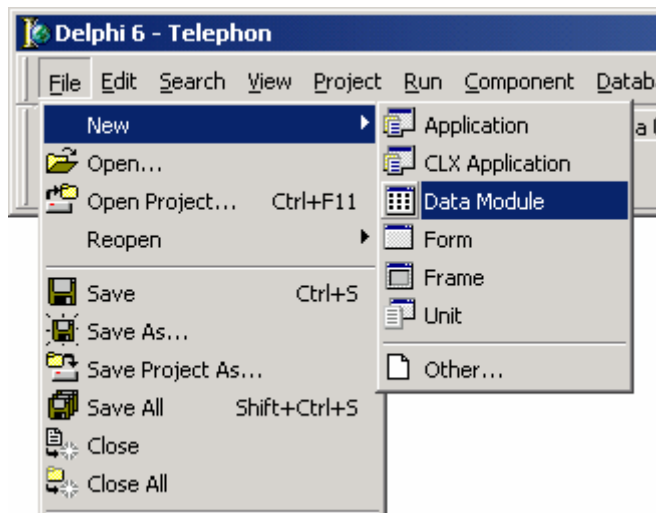 Delphi 6 - Telephon
File Edit Search View Project Run Component Datab
New
Open...
Open Project... Ctrl+F11
Reopen
Save Ctrl+S
Save As...
Save Project As...
Save All Shift+Ctrl+S
Close
Close All
Application
CLX Application
Data Module
Form
Frame
Unit
Other...